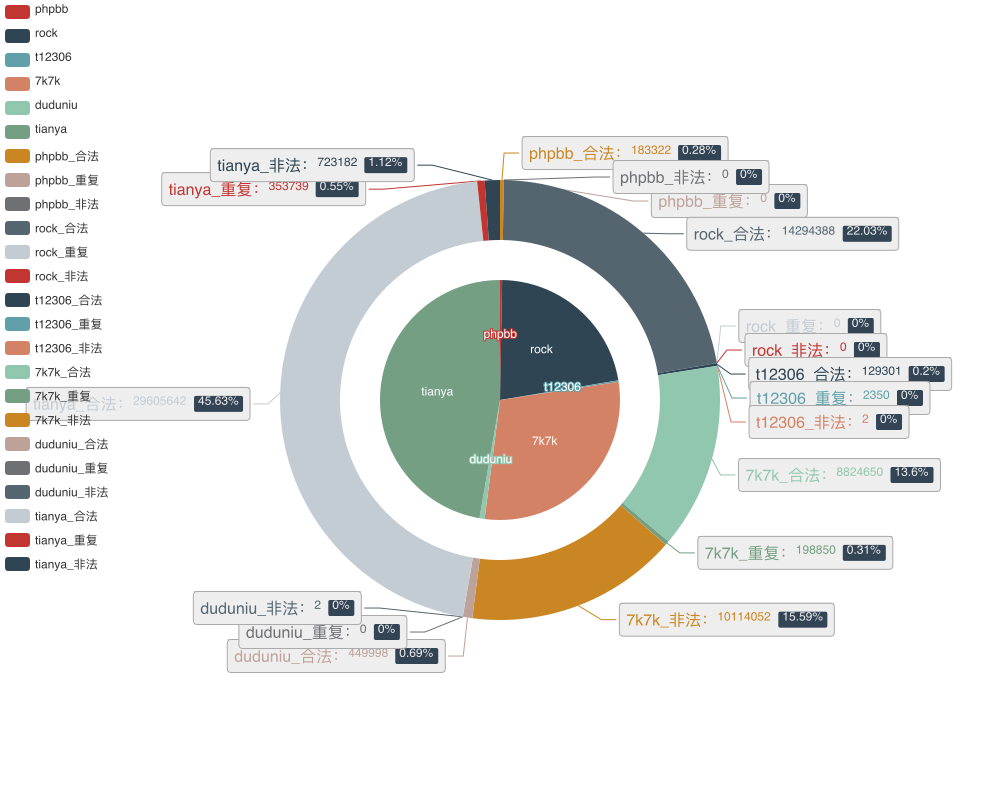 phpbb
rock
t12306
7k7k
duduniu
tianya
phpbb_合法
phpbb_重复
phpbb_非法
rock_合法
rock_重复
rock_非法
t12306_合法
t12306_重复
t12306_非法
7k7k_合法
7k7k_重复
7k7k_非法
duduniu_合法
duduniu_重复
duduniu_非法
tianya_合法
tianya_重复
tianya_非法
phpbb_合法: 183322 0.28%
phpbb_非法: 0 0%
phpbb_重复: 0 0%
rock_合法: 14294388 22.03%
rock_重复: 0 0%
rock_非法: 0 0%
t12306_合法: 129301 0.2%
t12306_重复: 2350 0%
t12306_非法: 2 0%
7k7k_合法: 8824650 13.6%
7k7k_重复: 198850 0.31%
7k7k_非法: 10114052 15.59%
duduniu_非法: 2 0%
duduniu_重复: 0 0%
duduniu_合法: 449998 0.69%
tianya_合法: 29605642 45.63%
tianya_非法: 723182 1.12%
tianya_重复: 353739 0.55%
phpbb
rock
t12306
tianya
7k7k
duduniu